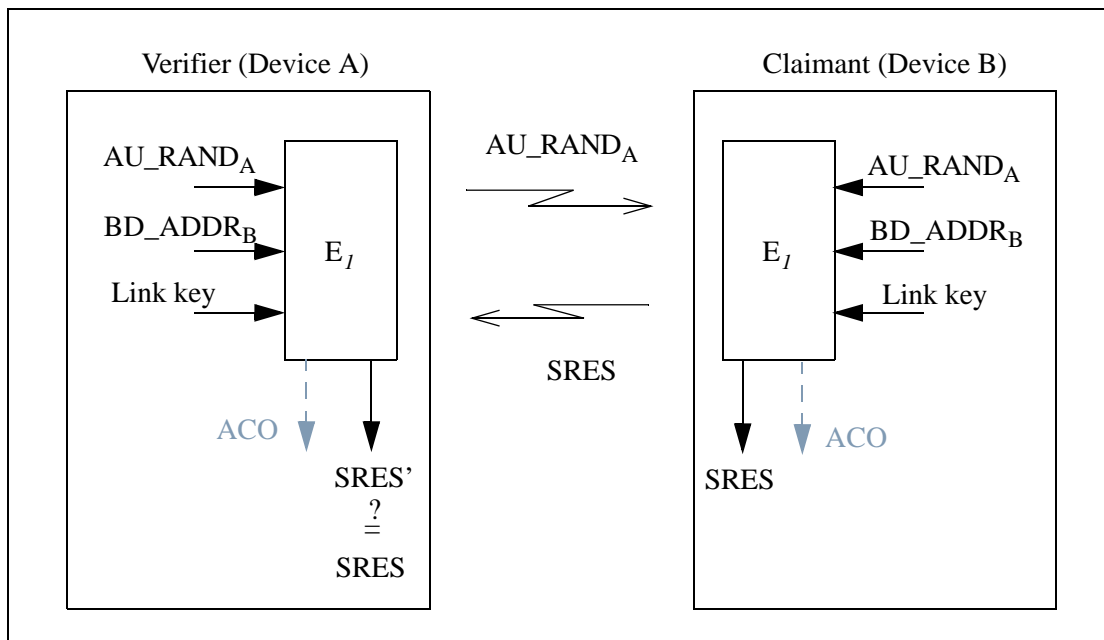 Verifier (Device A)
Claimant (Device B)
AU_RANDA
BD_ADDRB
Link key
E1
ACO
SRES’
?
=
SRES
AU_RANDA
SRES
E1
AU_RANDA
BD_ADDRB
Link key
SRES
ACO